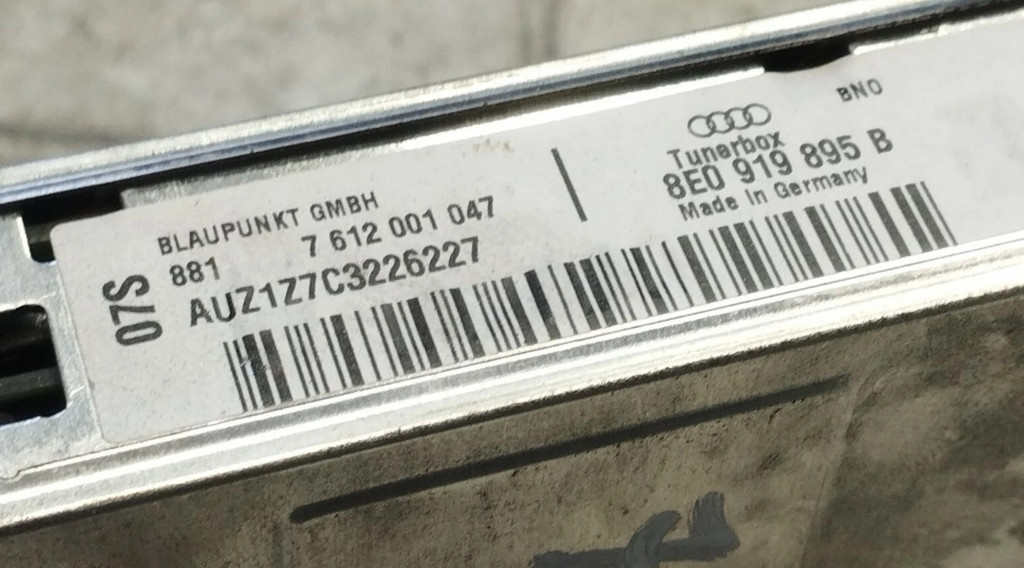 BLAUPUNKT GMBH
881 7 612 001 047
AUZ1Z7C3226227
07S
BNO
Tunerbox
8E0 919 895 B
Made In Germany